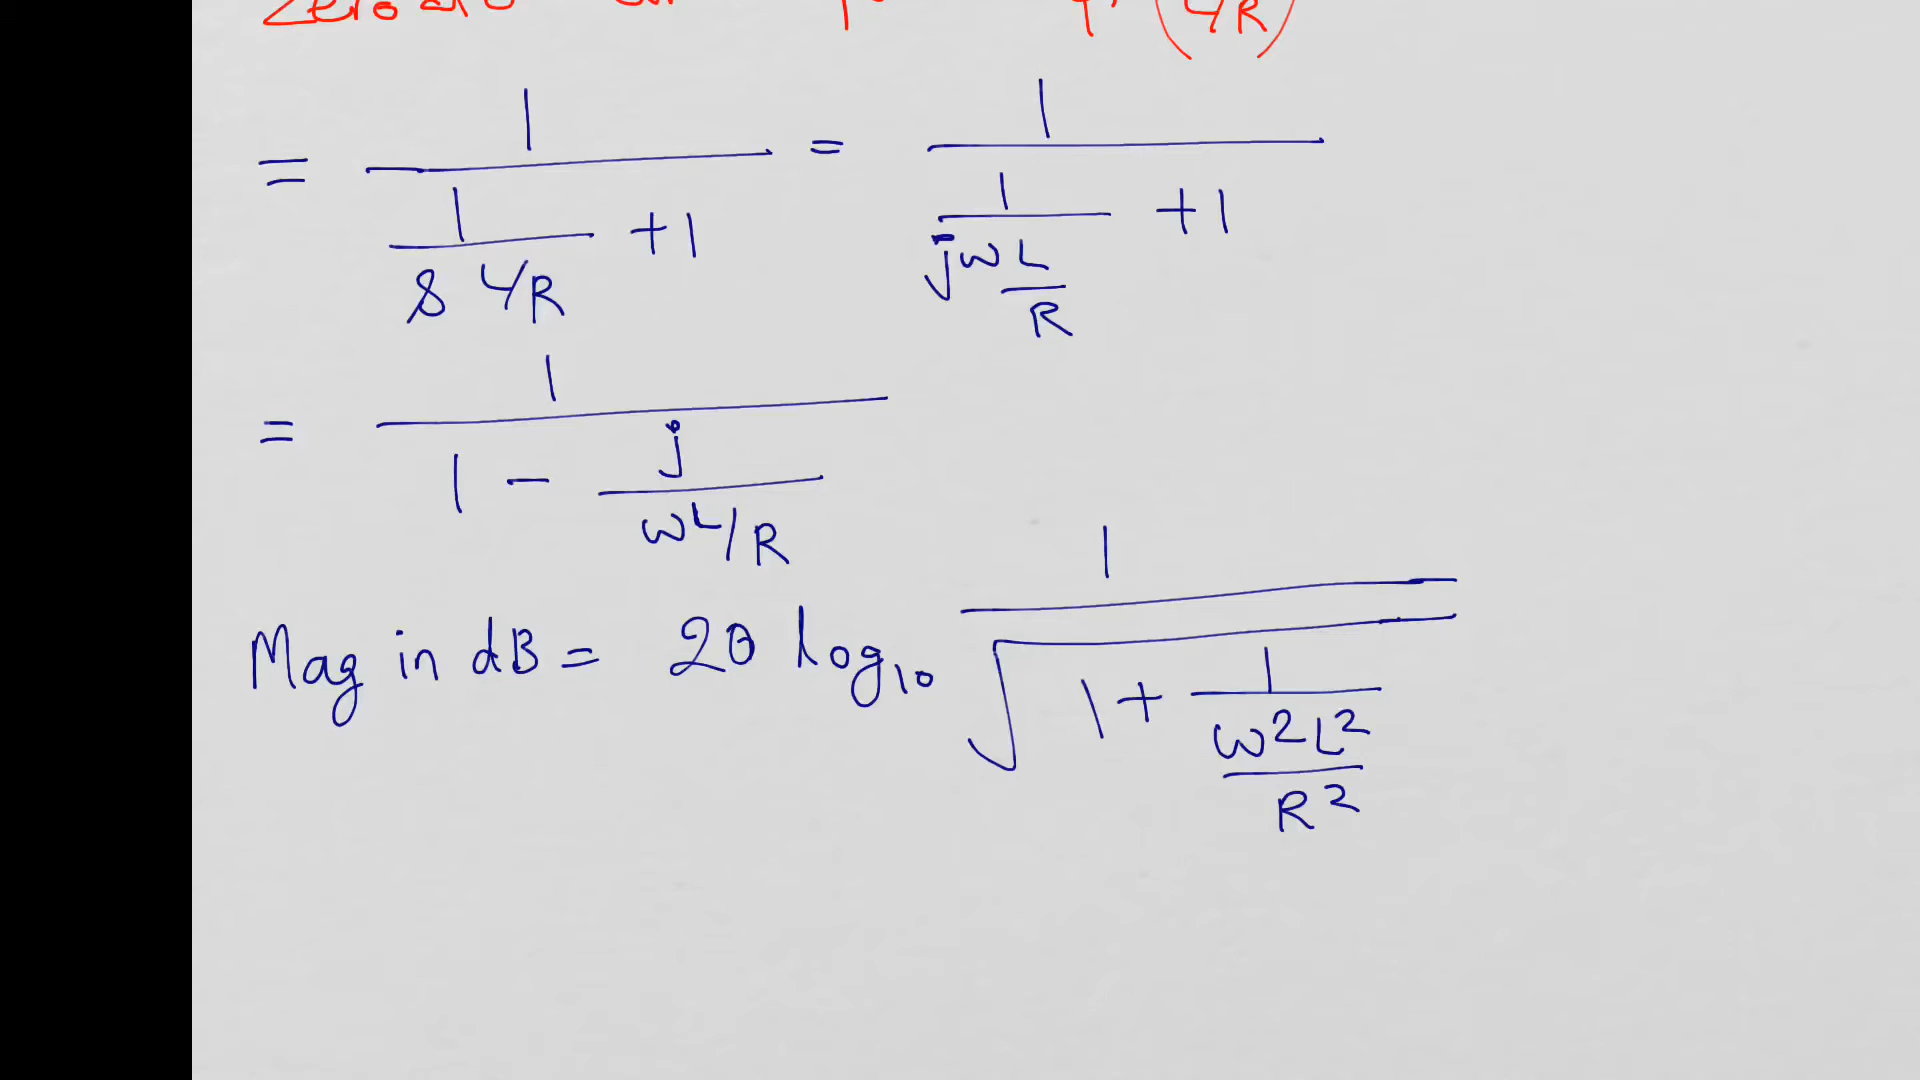 Zero (L/R)
= 1 / (1 / (s L/R) + 1) = 1 / (1 / (jω L/R) + 1)
= 1 / (1 - j / (ω L/R))
Mag in dB = 20 log₁₀ 1 / √(1 + 1 / (ω²L²/R²))